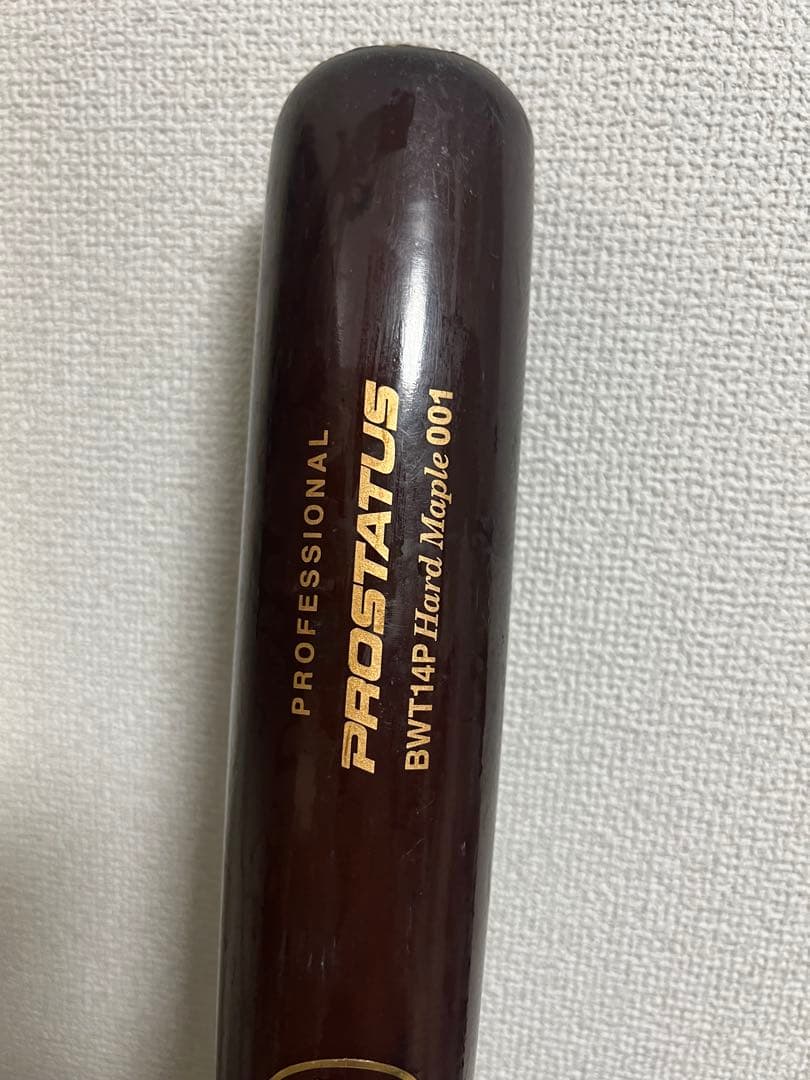 PROFESSIONAL
PROSTATUS
BWT14P Hard Maple 001